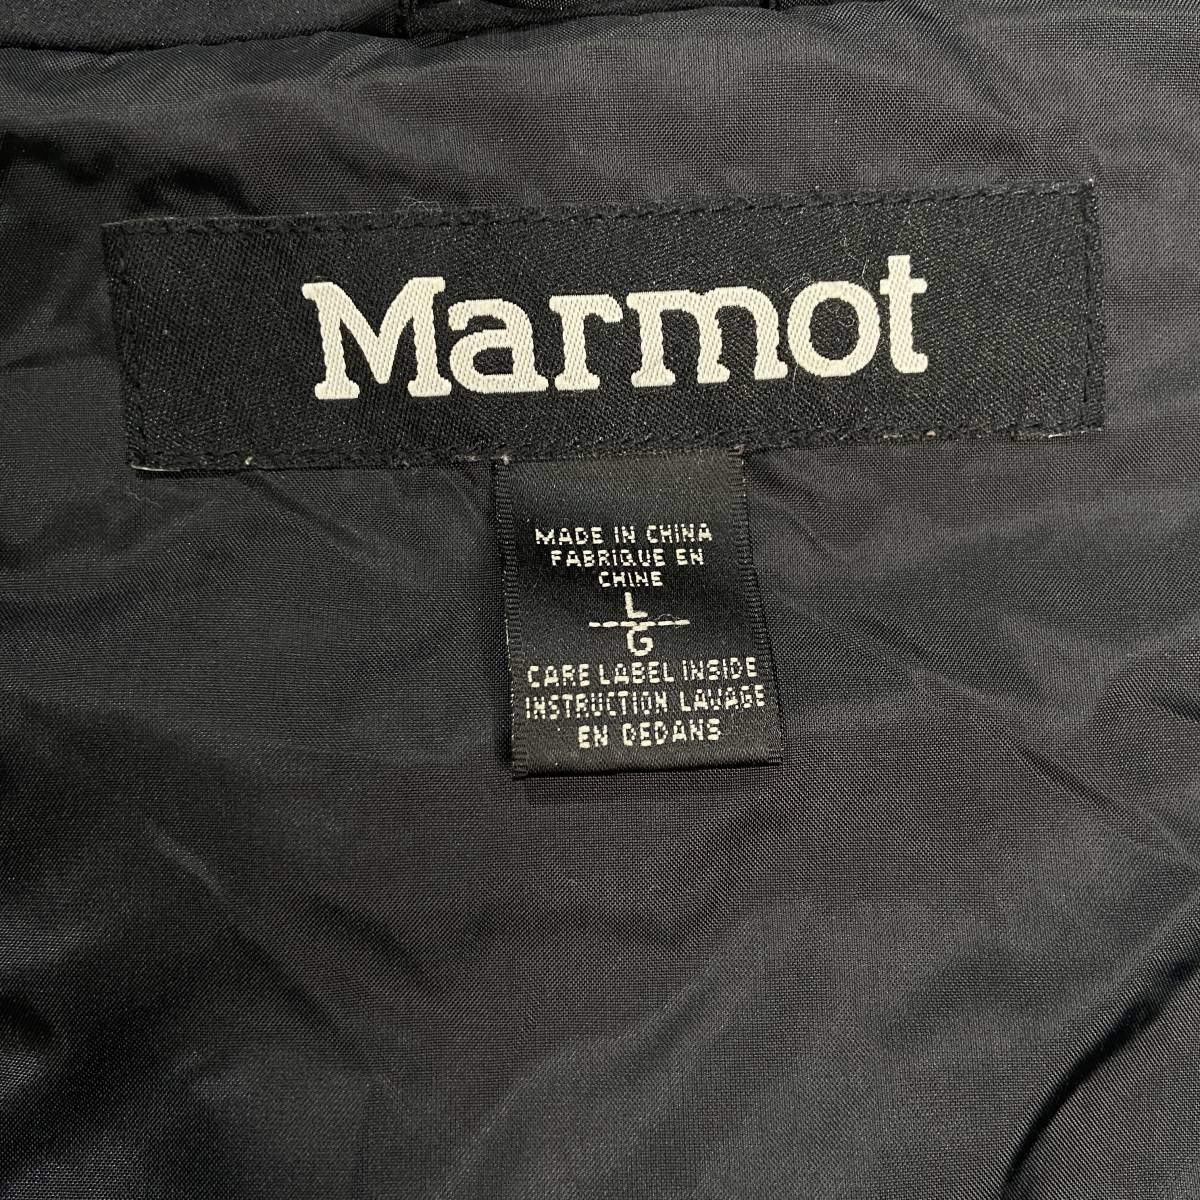 Marmot
MADE IN CHINA
FABRIQUE EN
CHINE
L
G
CARE LABEL INSIDE
INSTRUCTION LAVAGE
EN DEDANS